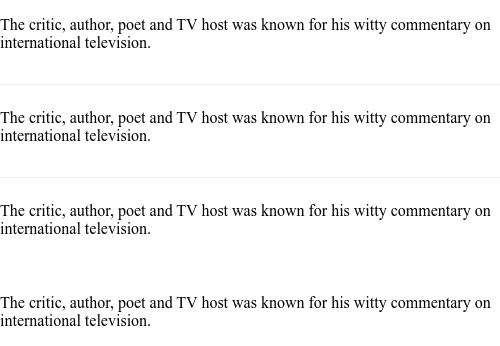 The critic, author, poet and TV host was known for his witty commentary on
international television.
The critic, author, poet and TV host was known for his witty commentary on
international television.
The critic, author, poet and TV host was known for his witty commentary on
international television.
The critic, author, poet and TV host was known for his witty commentary on
international television.